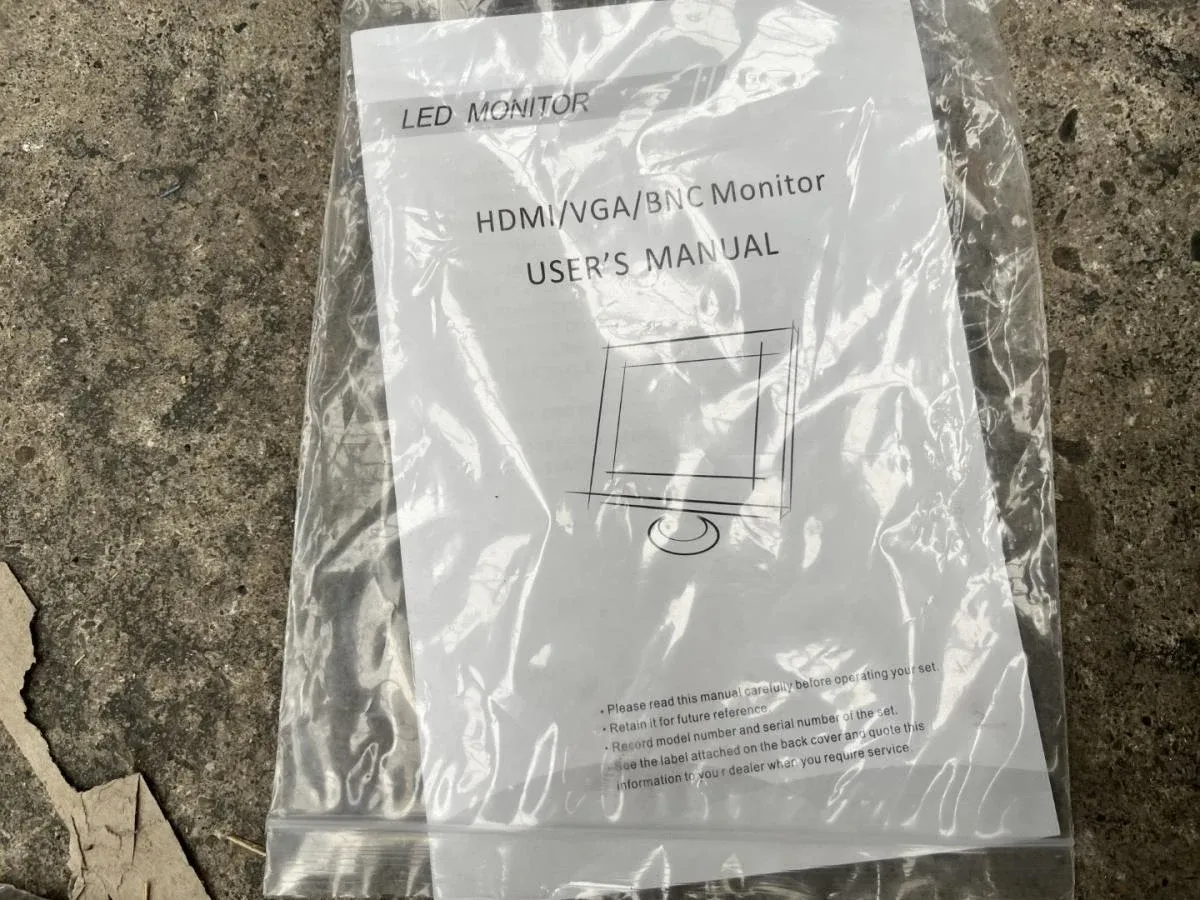 LED MONITOR
HDMI/VGA/BNC Monitor
USER'S MANUAL
• Please read this manual carefully before operating your set.
• Retain it for future reference.
• Record model number and serial number of the set.
See the label attached on the back cover and quote this
information to your dealer when you require service.